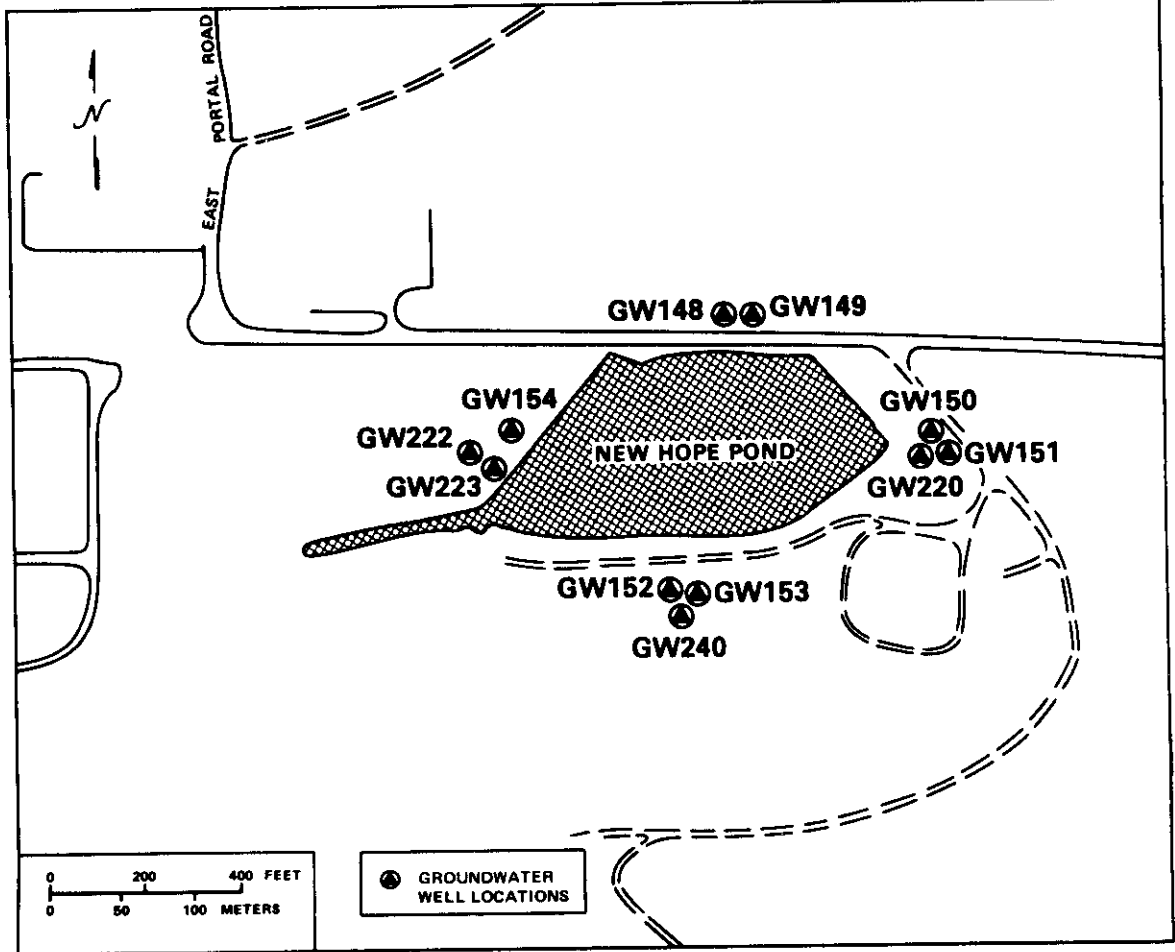 N
EAST PORTAL ROAD
GW148 GW149
GW154
GW150
GW222
NEW HOPE POND
GW151
GW223
GW220
GW152 GW153
GW240
0 200 400 FEET
0 50 100 METERS
GROUNDWATER
WELL LOCATIONS